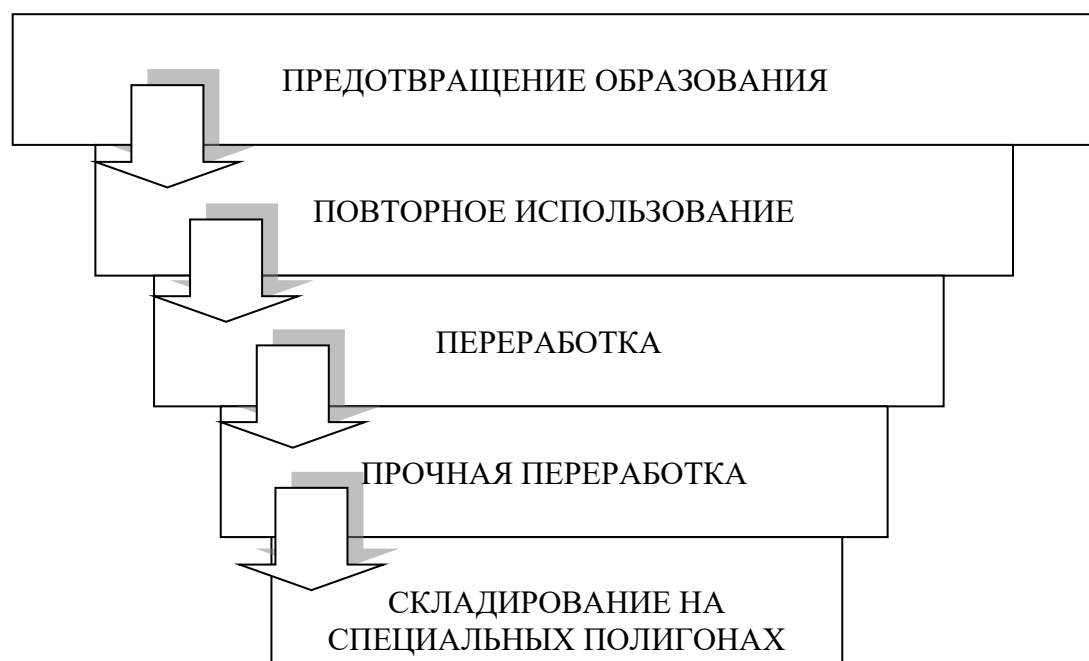 ПРЕДОТВРАЩЕНИЕ ОБРАЗОВАНИЯ
ПОВТОРНОЕ ИСПОЛЬЗОВАНИЕ
ПЕРЕРАБОТКА
ПРОЧНАЯ ПЕРЕРАБОТКА
СКЛАДИРОВАНИЕ НА
СПЕЦИАЛЬНЫХ ПОЛИГОНАХ